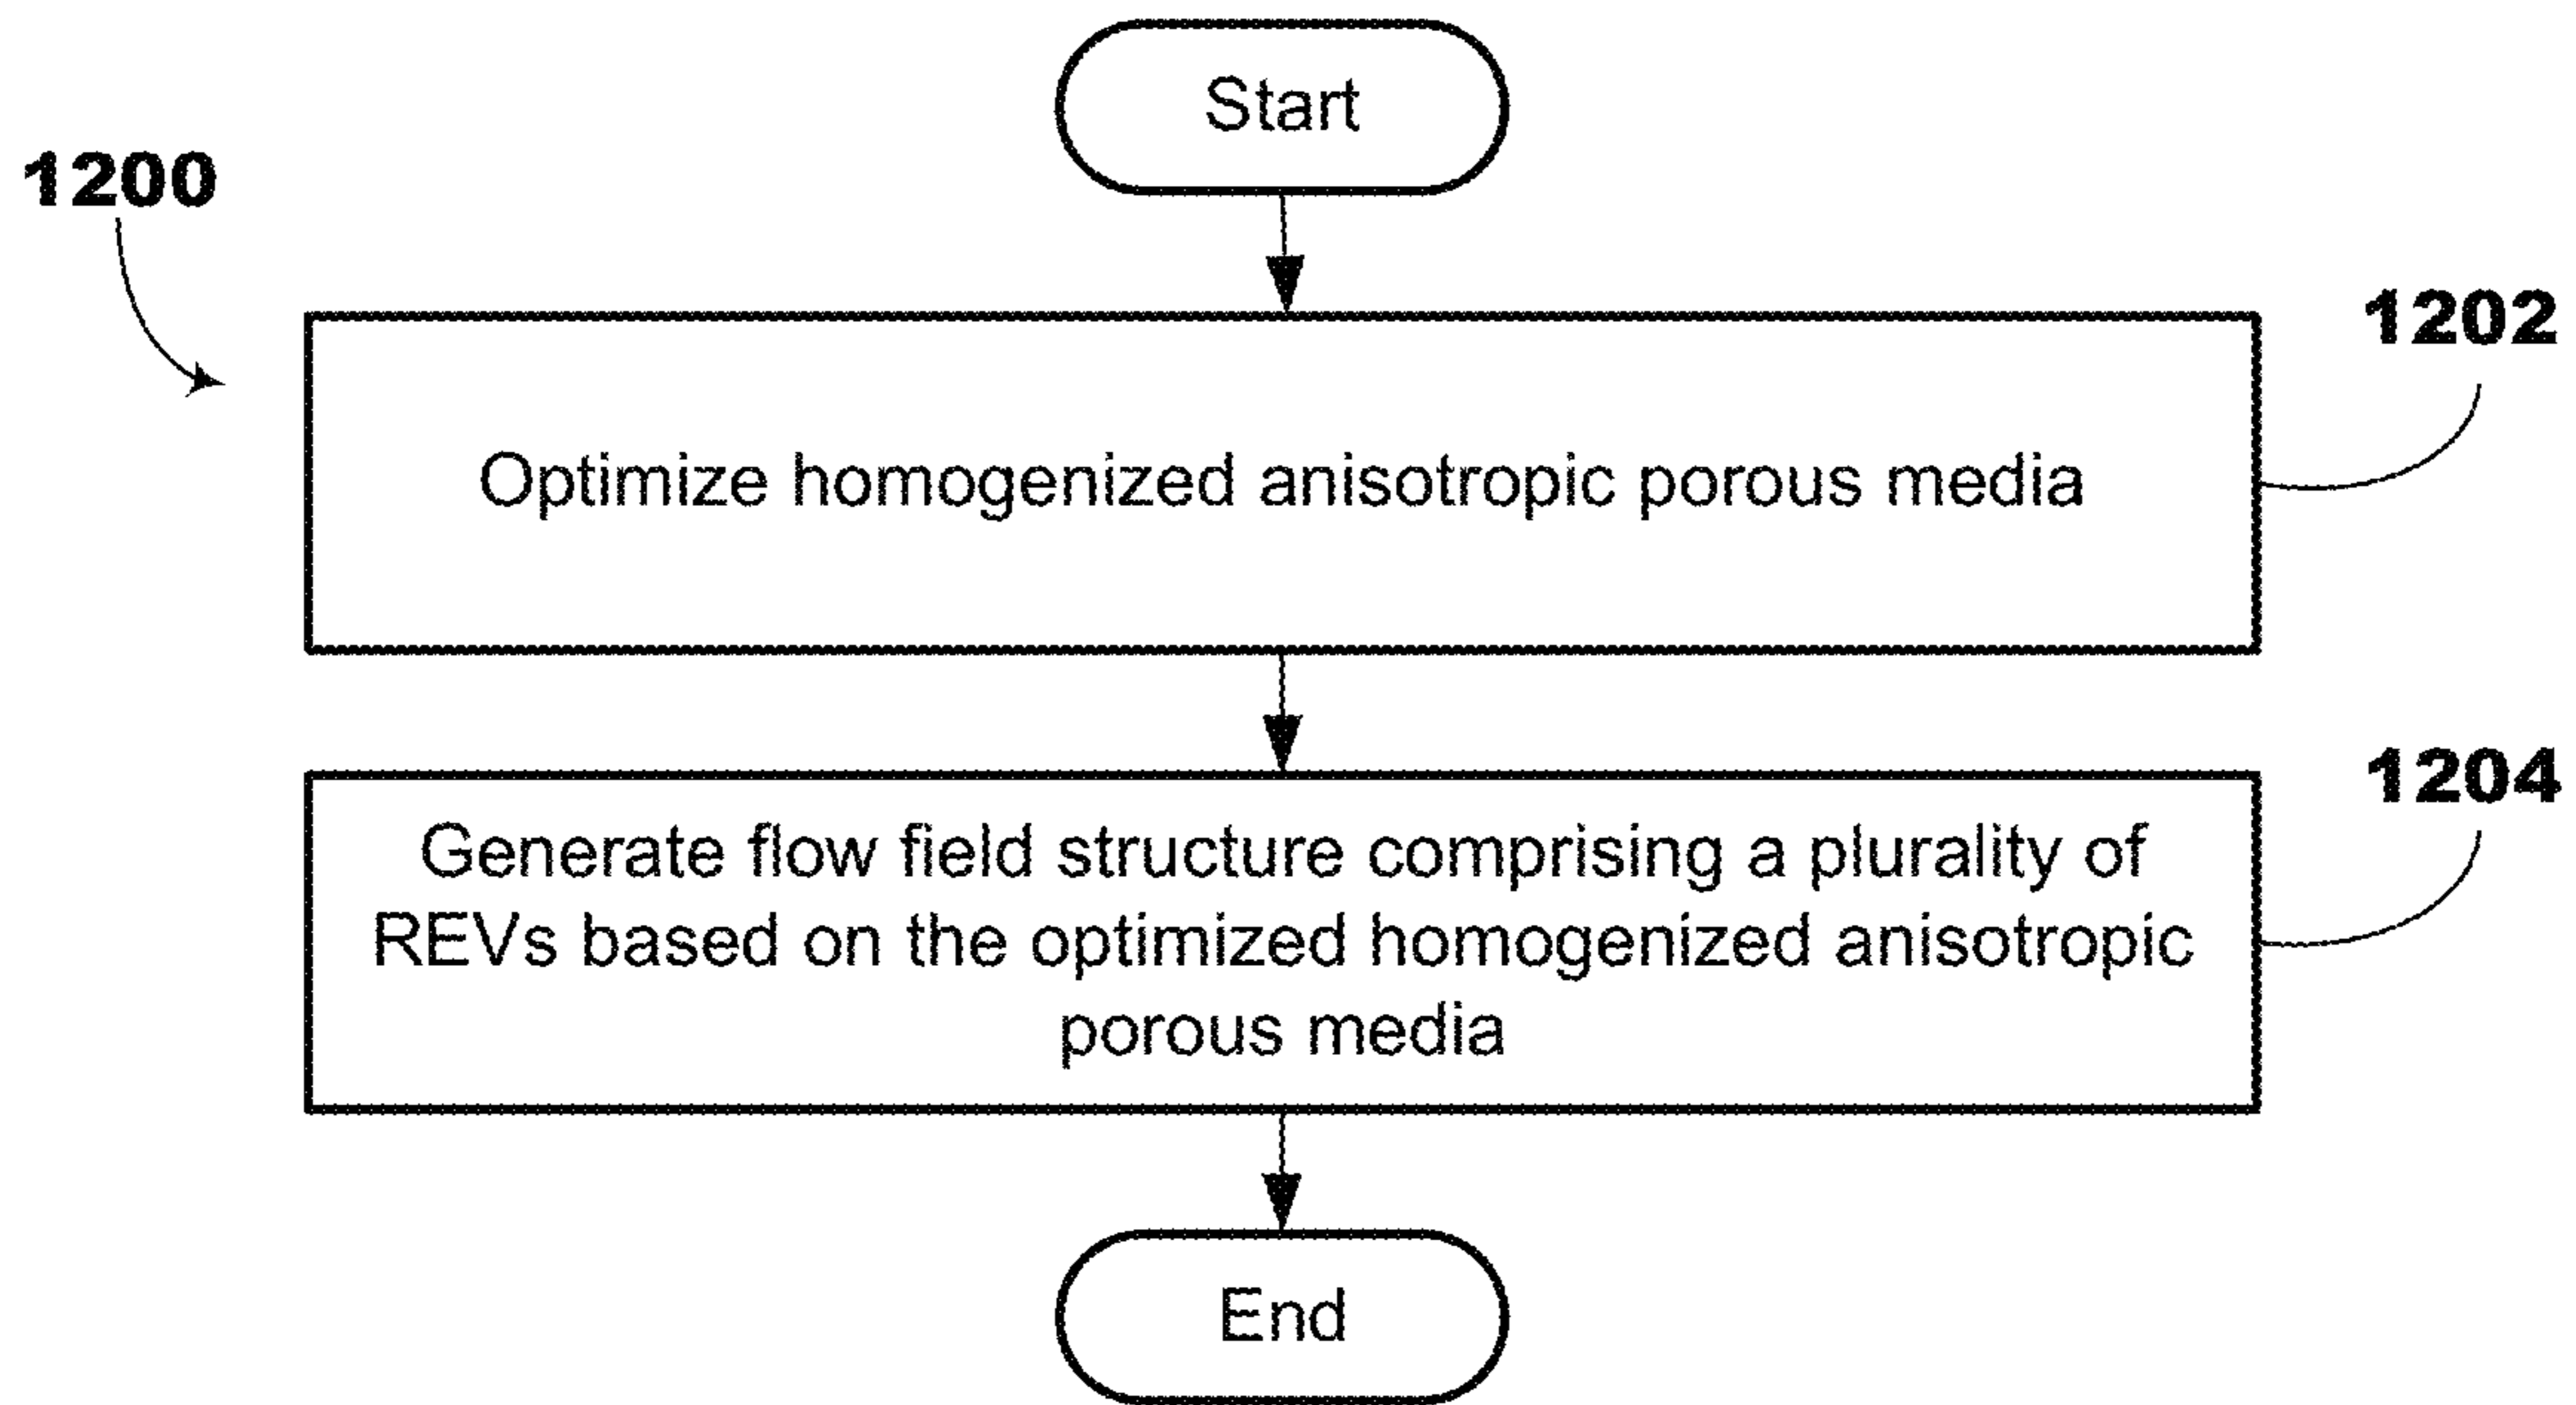 Start
1200
1202
Optimize homogenized anisotropic porous media
1204
Generate flow field structure comprising a plurality of
REVs based on the optimized homogenized anisotropic
porous media
End